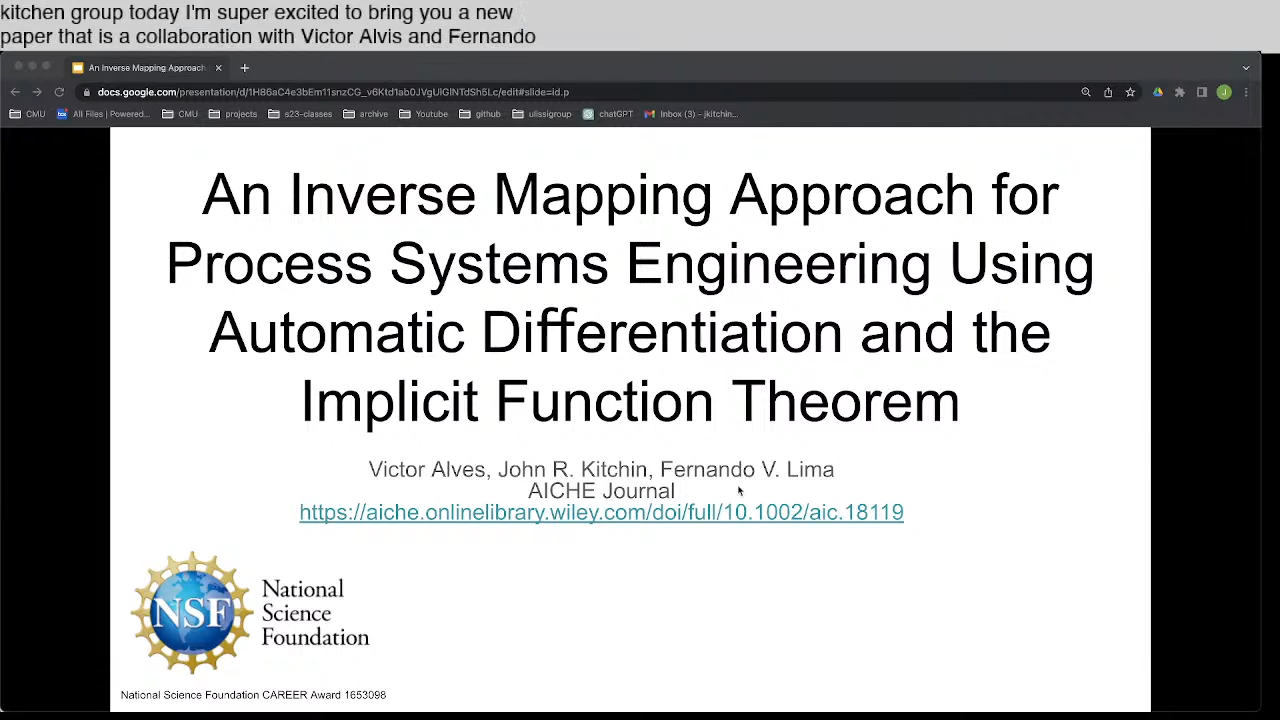 kitchen group today I'm super excited to bring you a new
paper that is a collaboration with Victor Alvis and Fernando
An Inverse Mapping Approach
docs.google.com/presentation/d/1H86aC4e3bEm11snzCG_v6Ktd1ab0JVgUlGlNTdSh5Lc/edit#slide=id.p
CMU All Files | Powered... CMU projects s23-classes archive Youtube github ulissigroup chatGPT Inbox (3) - jkitchin...
An Inverse Mapping Approach for
Process Systems Engineering Using
Automatic Differentiation and the
Implicit Function Theorem
Victor Alves, John R. Kitchin, Fernando V. Lima
AICHE Journal
https://aiche.onlinelibrary.wiley.com/doi/full/10.1002/aic.18119
NSF
National
Science
Foundation
National Science Foundation CAREER Award 1653098